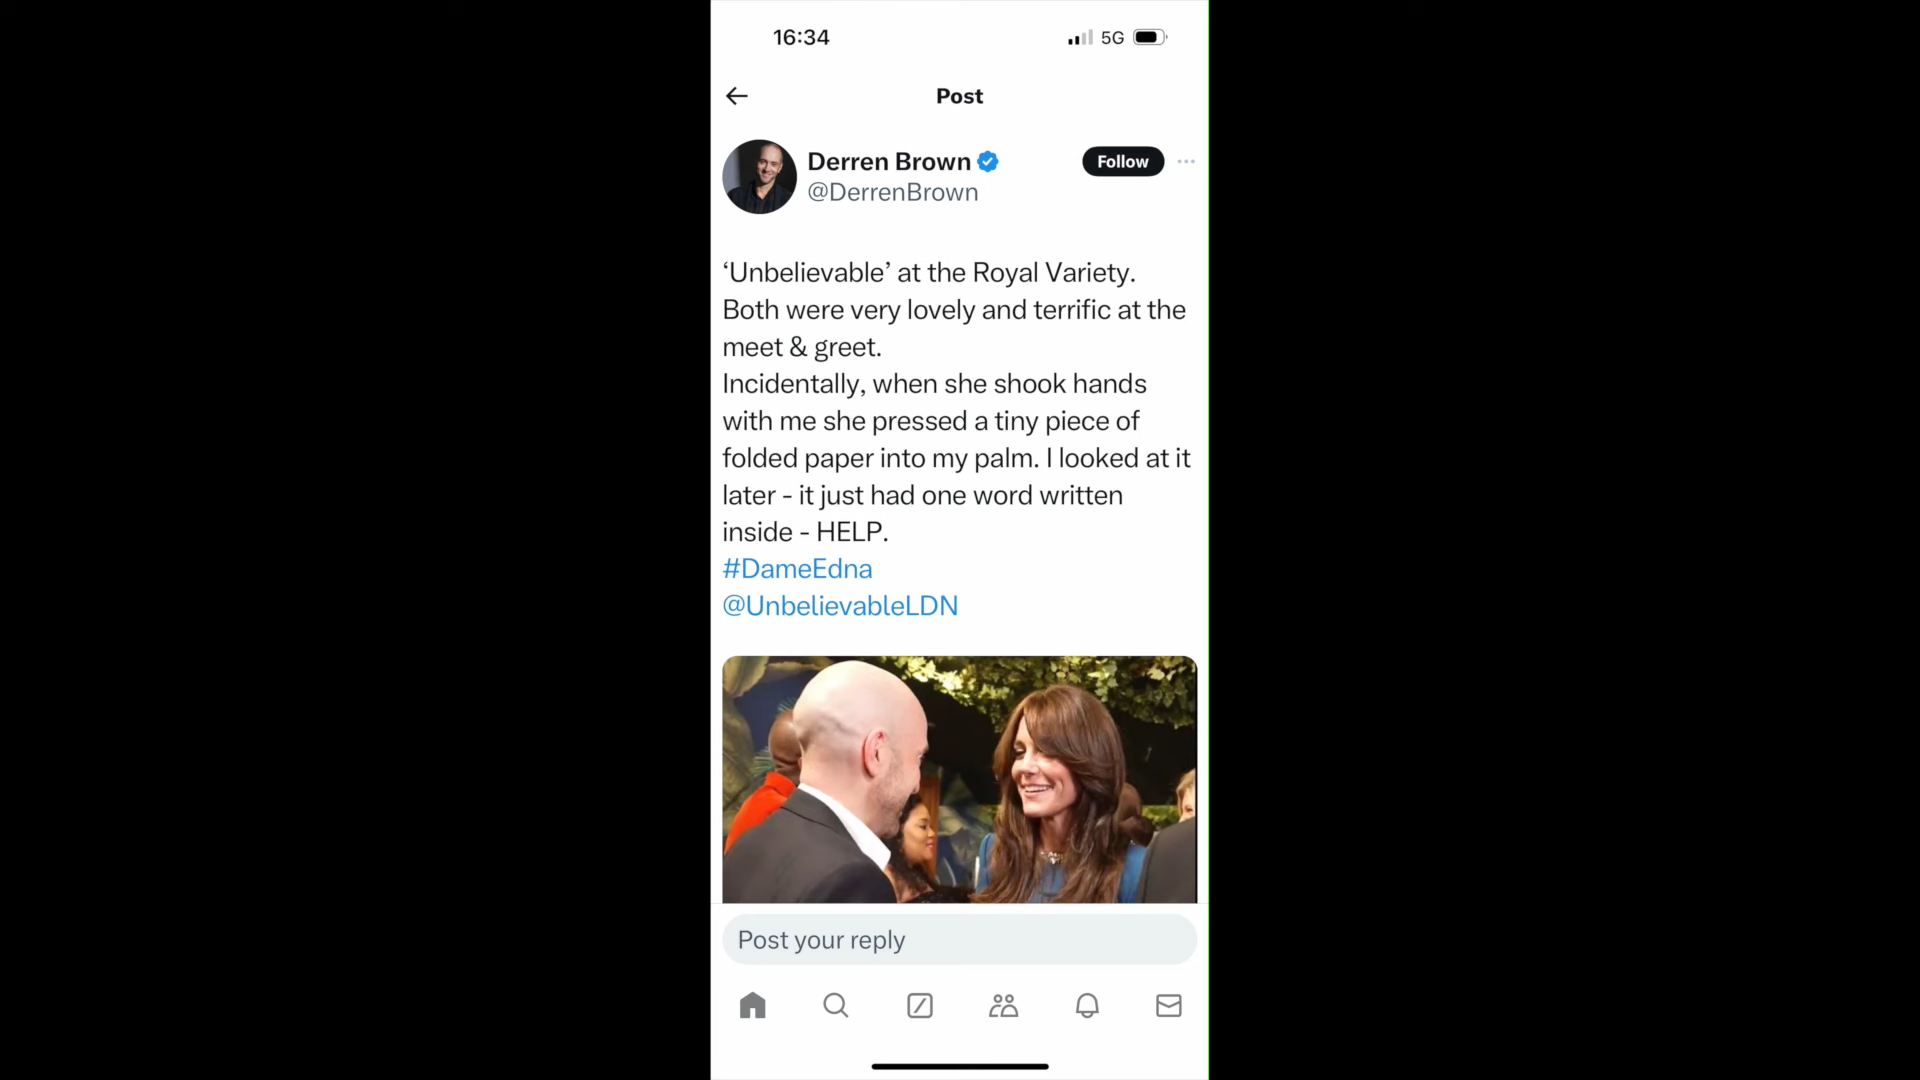 16:34
5G
Post
Derren Brown
Follow
@DerrenBrown
‘Unbelievable’ at the Royal Variety.
Both were very lovely and terrific at the
meet & greet.
Incidentally, when she shook hands
with me she pressed a tiny piece of
folded paper into my palm. I looked at it
later - it just had one word written
inside - HELP.
#DameEdna
@UnbelievableLDN
Post your reply